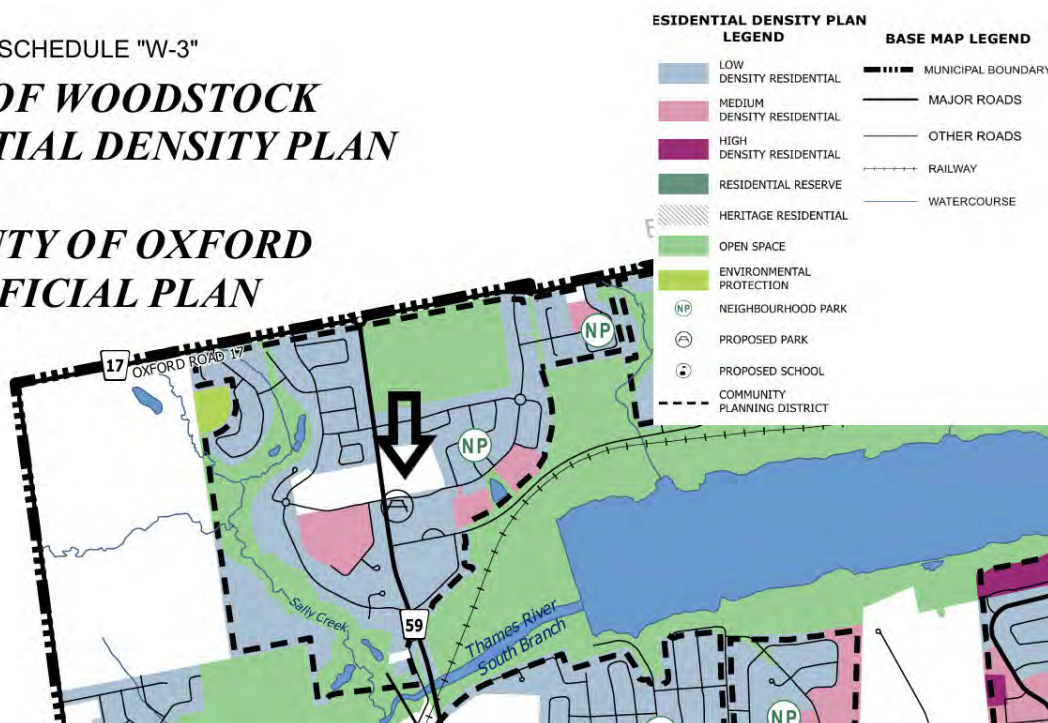 SCHEDULE "W-3"
OF WOODSTOCK
TIAL DENSITY PLAN
TY OF OXFORD
FICIAL PLAN
ESIDENTIAL DENSITY PLAN
LEGEND
LOW
DENSITY RESIDENTIAL
MEDIUM
DENSITY RESIDENTIAL
HIGH
DENSITY RESIDENTIAL
RESIDENTIAL RESERVE
HERITAGE RESIDENTIAL
OPEN SPACE
ENVIRONMENTAL
PROTECTION
NP NEIGHBOURHOOD PARK
PROPOSED PARK
PROPOSED SCHOOL
COMMUNITY
PLANNING DISTRICT
BASE MAP LEGEND
MUNICIPAL BOUNDARY
MAJOR ROADS
OTHER ROADS
RAILWAY
WATERCOURSE
E
17 OXFORD ROAD 17
NP
NP
Sally Creek
59
Thames River
South Branch
NP